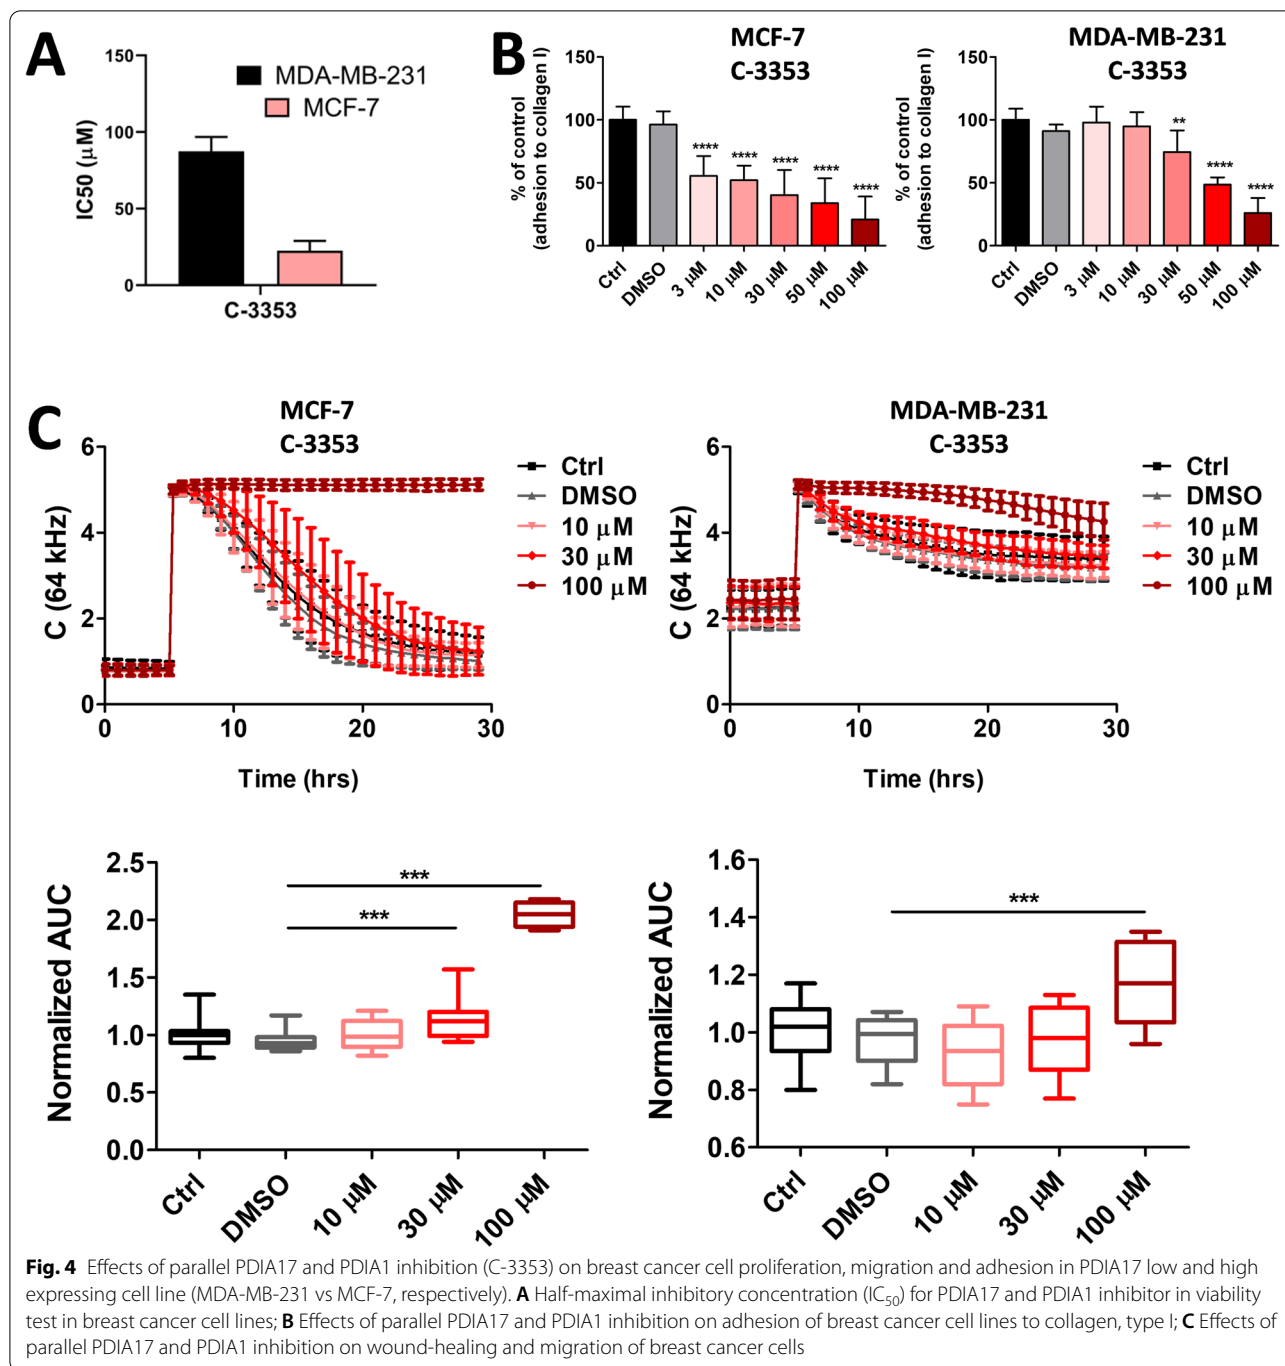 A
150
100
50
0
IC50 (μM)
MDA-MB-231
MCF-7
C-3353
B
MCF-7
C-3353
% of control
(adhesion to collagen I)
150
100
50
0
****
****
****
****
****
Ctrl
DMSO
3 μM
10 μM
30 μM
50 μM
100 μM
MDA-MB-231
C-3353
% of control
(adhesion to collagen I)
150
100
50
0
**
****
****
Ctrl
DMSO
3 μM
10 μM
30 μM
50 μM
100 μM
C
MCF-7
C-3353
C (64 kHz)
6
4
2
0
0
10
20
30
Time (hrs)
Ctrl
DMSO
10 μM
30 μM
100 μM
MDA-MB-231
C-3353
C (64 kHz)
6
4
2
0
0
10
20
30
Time (hrs)
Ctrl
DMSO
10 μM
30 μM
100 μM
Normalized AUC
2.5
2.0
1.5
1.0
0.5
0.0
***
***
Ctrl
DMSO
10 μM
30 μM
100 μM
Normalized AUC
1.6
1.4
1.2
1.0
0.8
0.6
***
Ctrl
DMSO
10 μM
30 μM
100 μM
Fig. 4 Effects of parallel PDIA17 and PDIA1 inhibition (C-3353) on breast cancer cell proliferation, migration and adhesion in PDIA17 low and high
expressing cell line (MDA-MB-231 vs MCF-7, respectively). A Half-maximal inhibitory concentration (IC50) for PDIA17 and PDIA1 inhibitor in viability
test in breast cancer cell lines; B Effects of parallel PDIA17 and PDIA1 inhibition on adhesion of breast cancer cell lines to collagen, type I; C Effects of
parallel PDIA17 and PDIA1 inhibition on wound-healing and migration of breast cancer cells